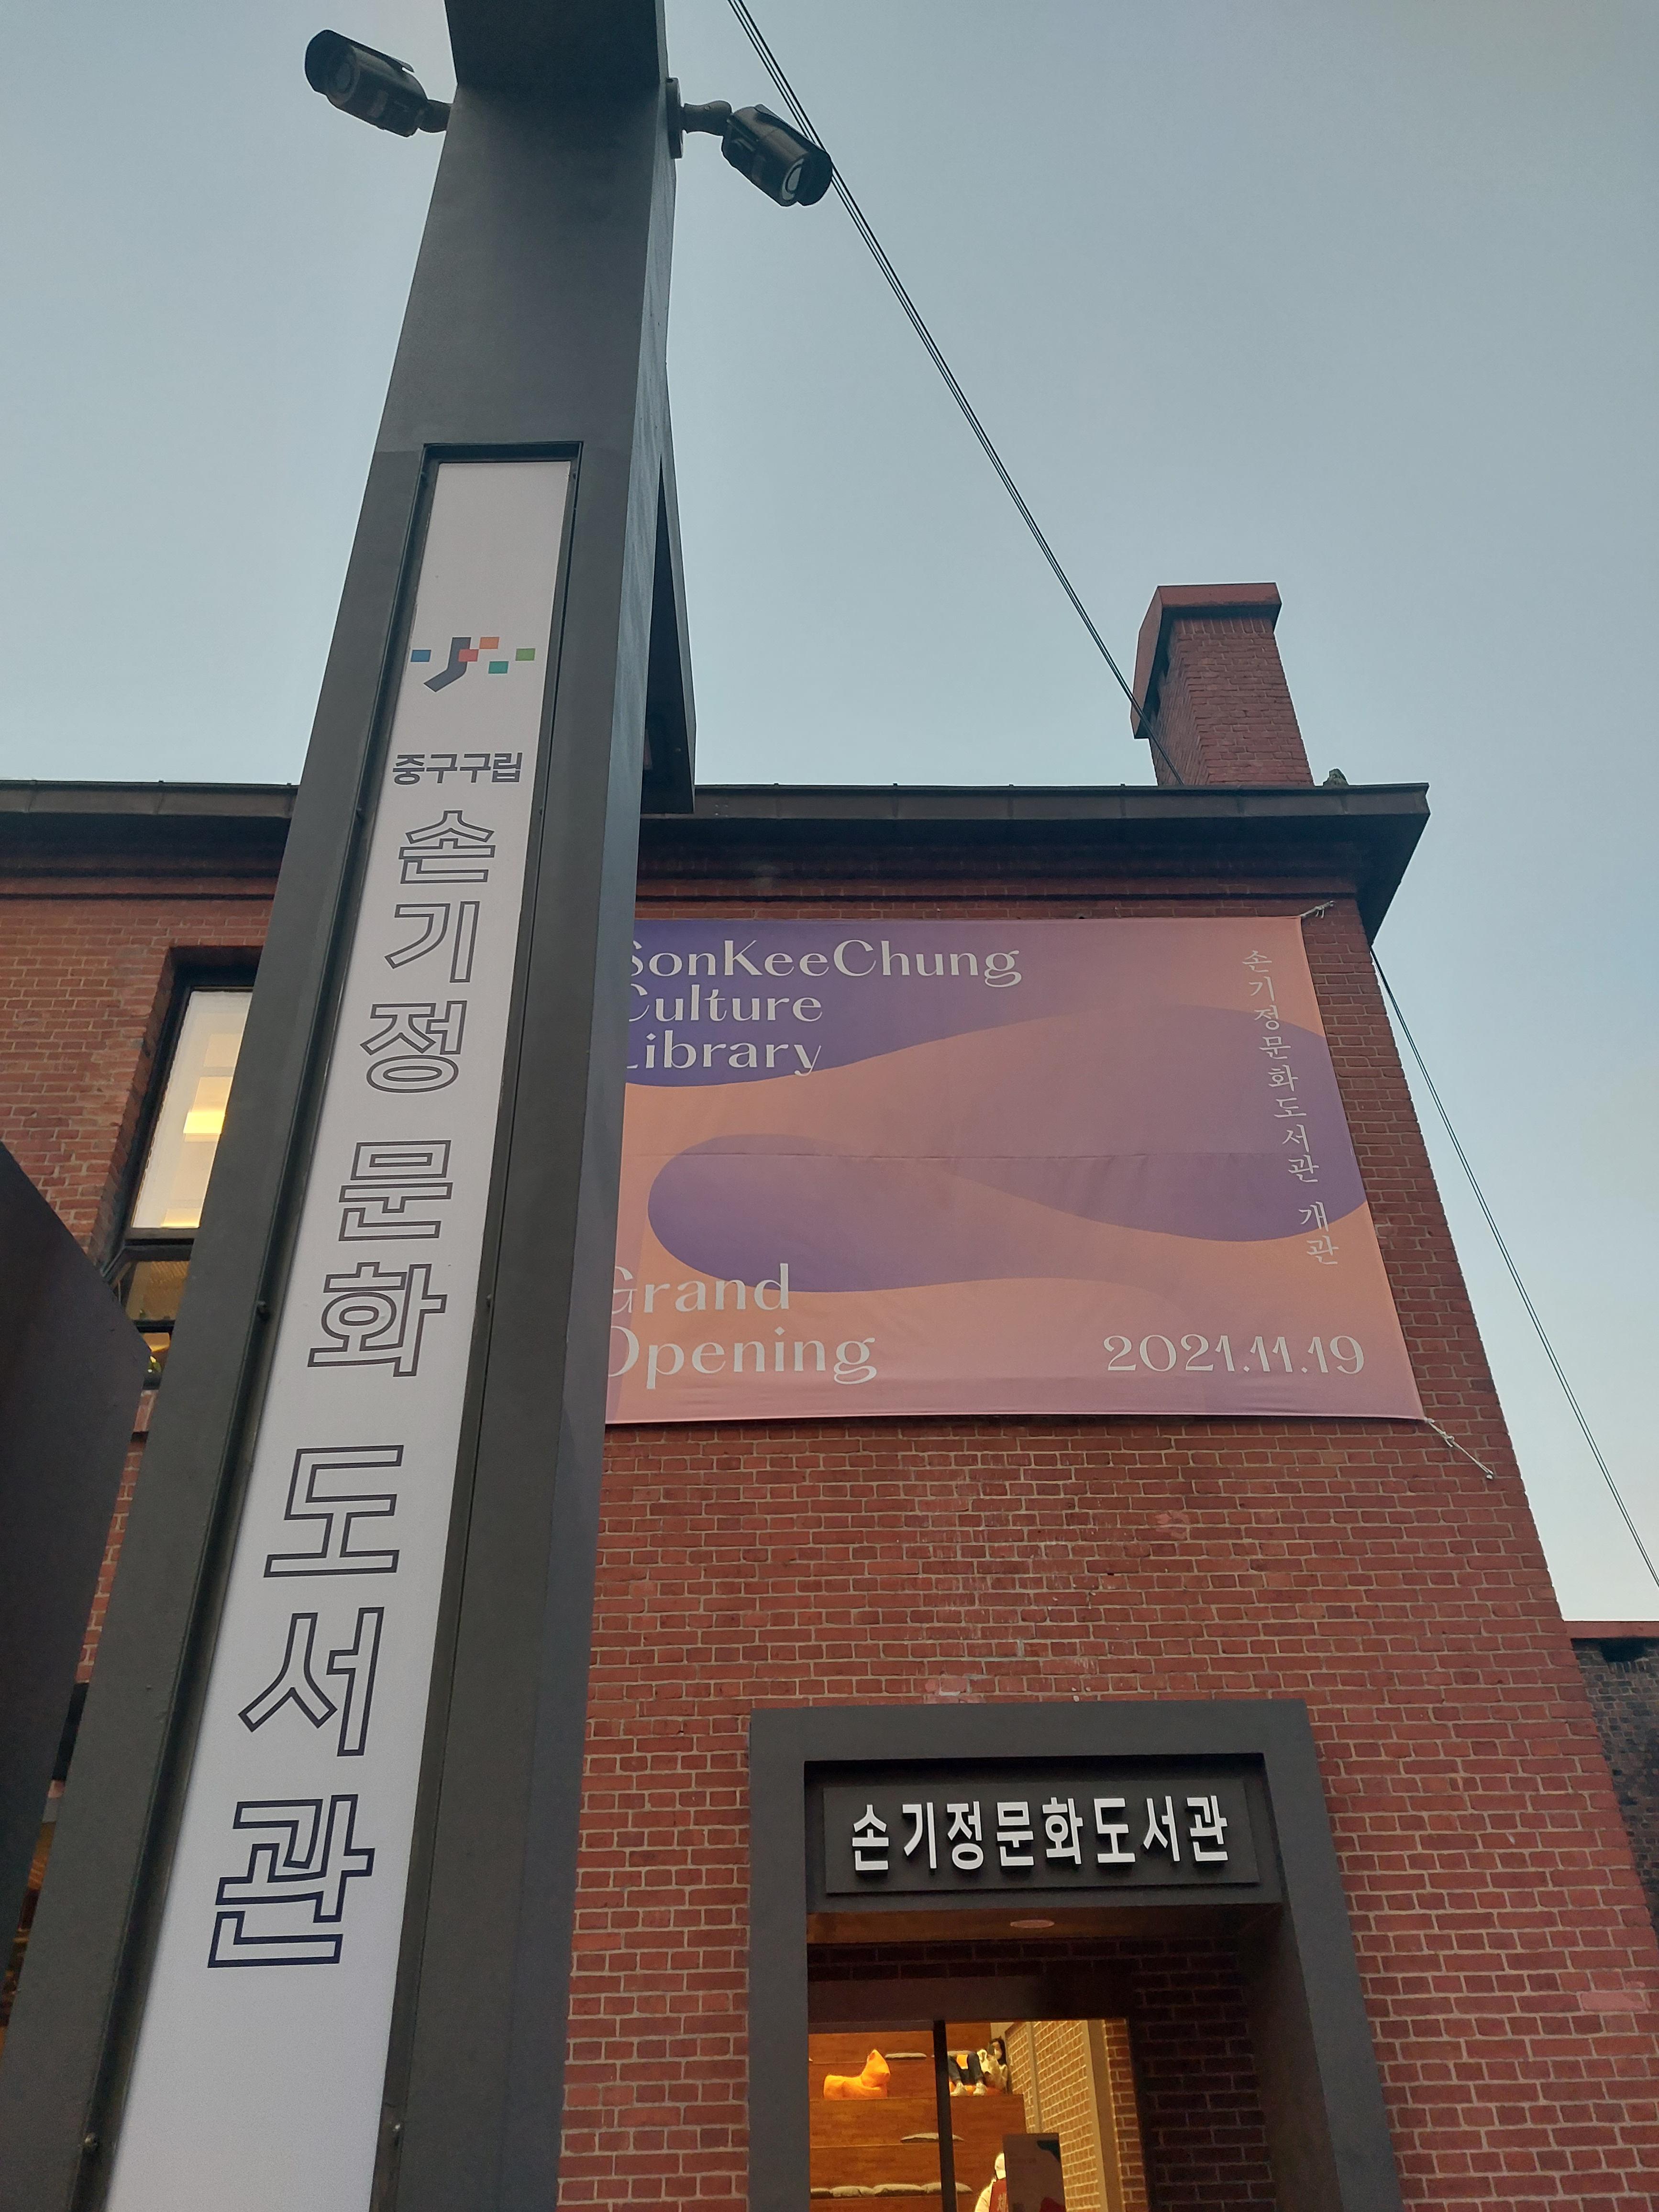 중구구립
손기정 문화 도서관
SonKeeChung
Culture
Library
손기정문화도서관 개관
Grand
Opening
2021.11.19
손기정문화도서관